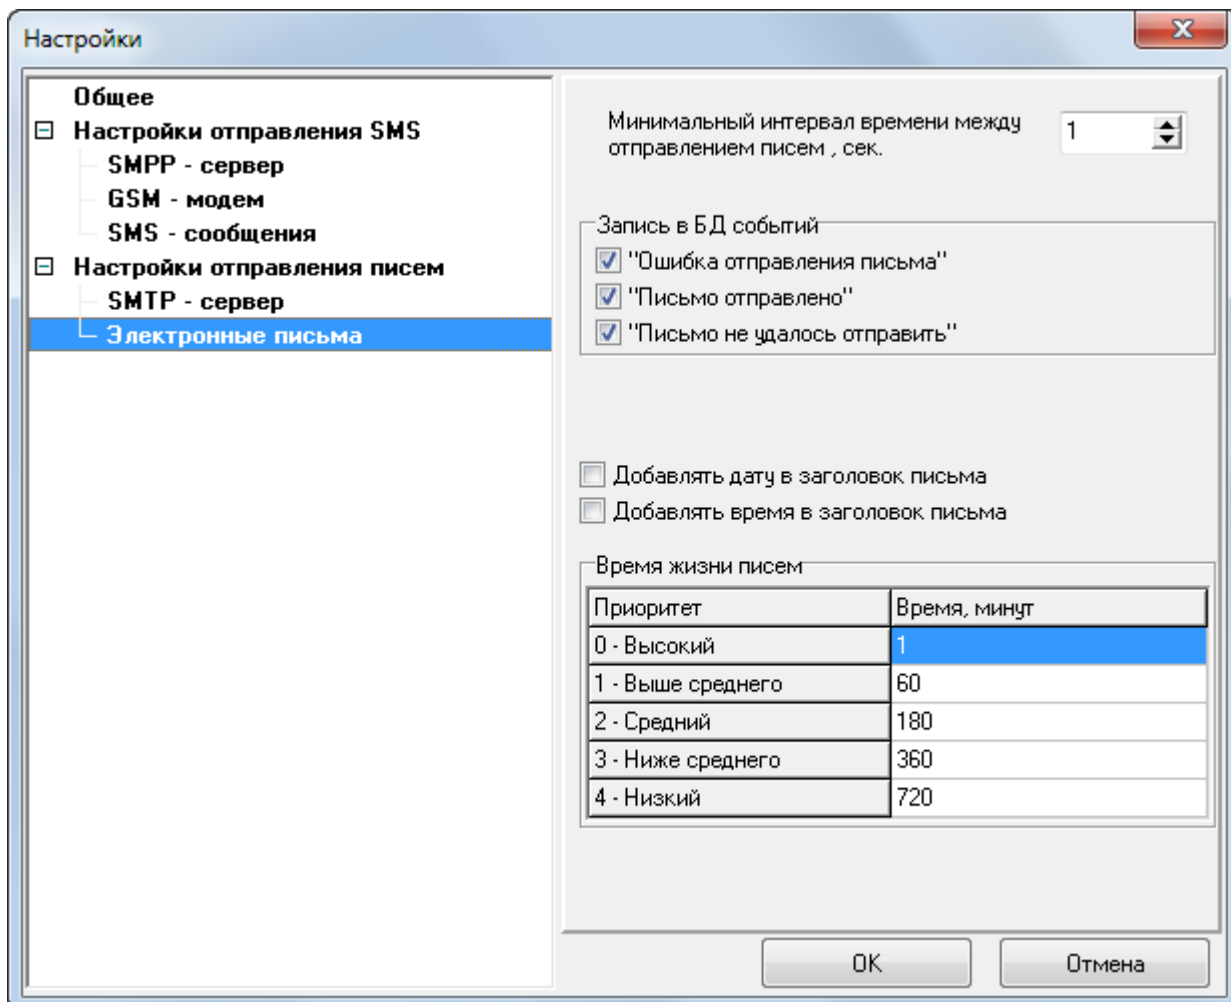 Настройки
Общее
Настройки отправления SMS
SMPP - сервер
GSM - модем
SMS - сообщения
Настройки отправления писем
SMTP - сервер
Электронные письма
Минимальный интервал времени между
отправлением писем , сек.
1
Запись в БД событий
"Ошибка отправления письма"
"Письмо отправлено"
"Письмо не удалось отправить"
Добавлять дату в заголовок письма
Добавлять время в заголовок письма
Время жизни писем
Приоритет Время, минут
0 - Высокий 1
1 - Выше среднего 60
2 - Средний 180
3 - Ниже среднего 360
4 - Низкий 720
OK Отмена